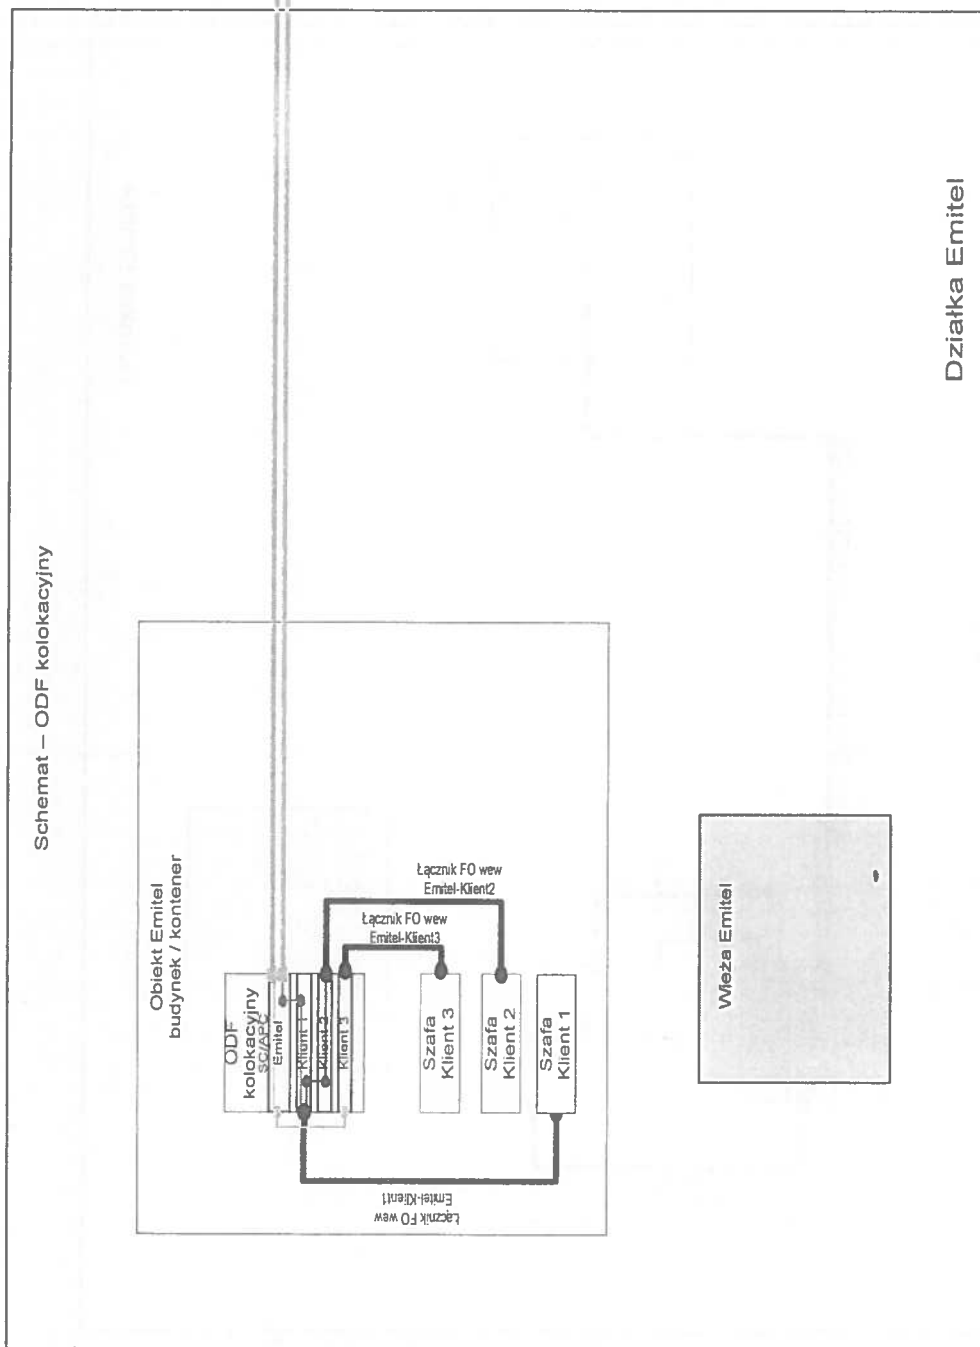 Schemat – ODF kolokacyjny
Działka Emitel
Obiekt Emitel
budynek / kontener
ODF
kolokacyjny
SC/APC
Emitel
Klient 1
Klient 2
Klient 3
Łącznik FO wew
Emitel-Klient2
Łącznik FO wew
Emitel-Klient3
Szafa
Klient 3
Szafa
Klient 2
Szafa
Klient 1
Łącznik FO wew
Emitel-Klient1
Wieża Emitel